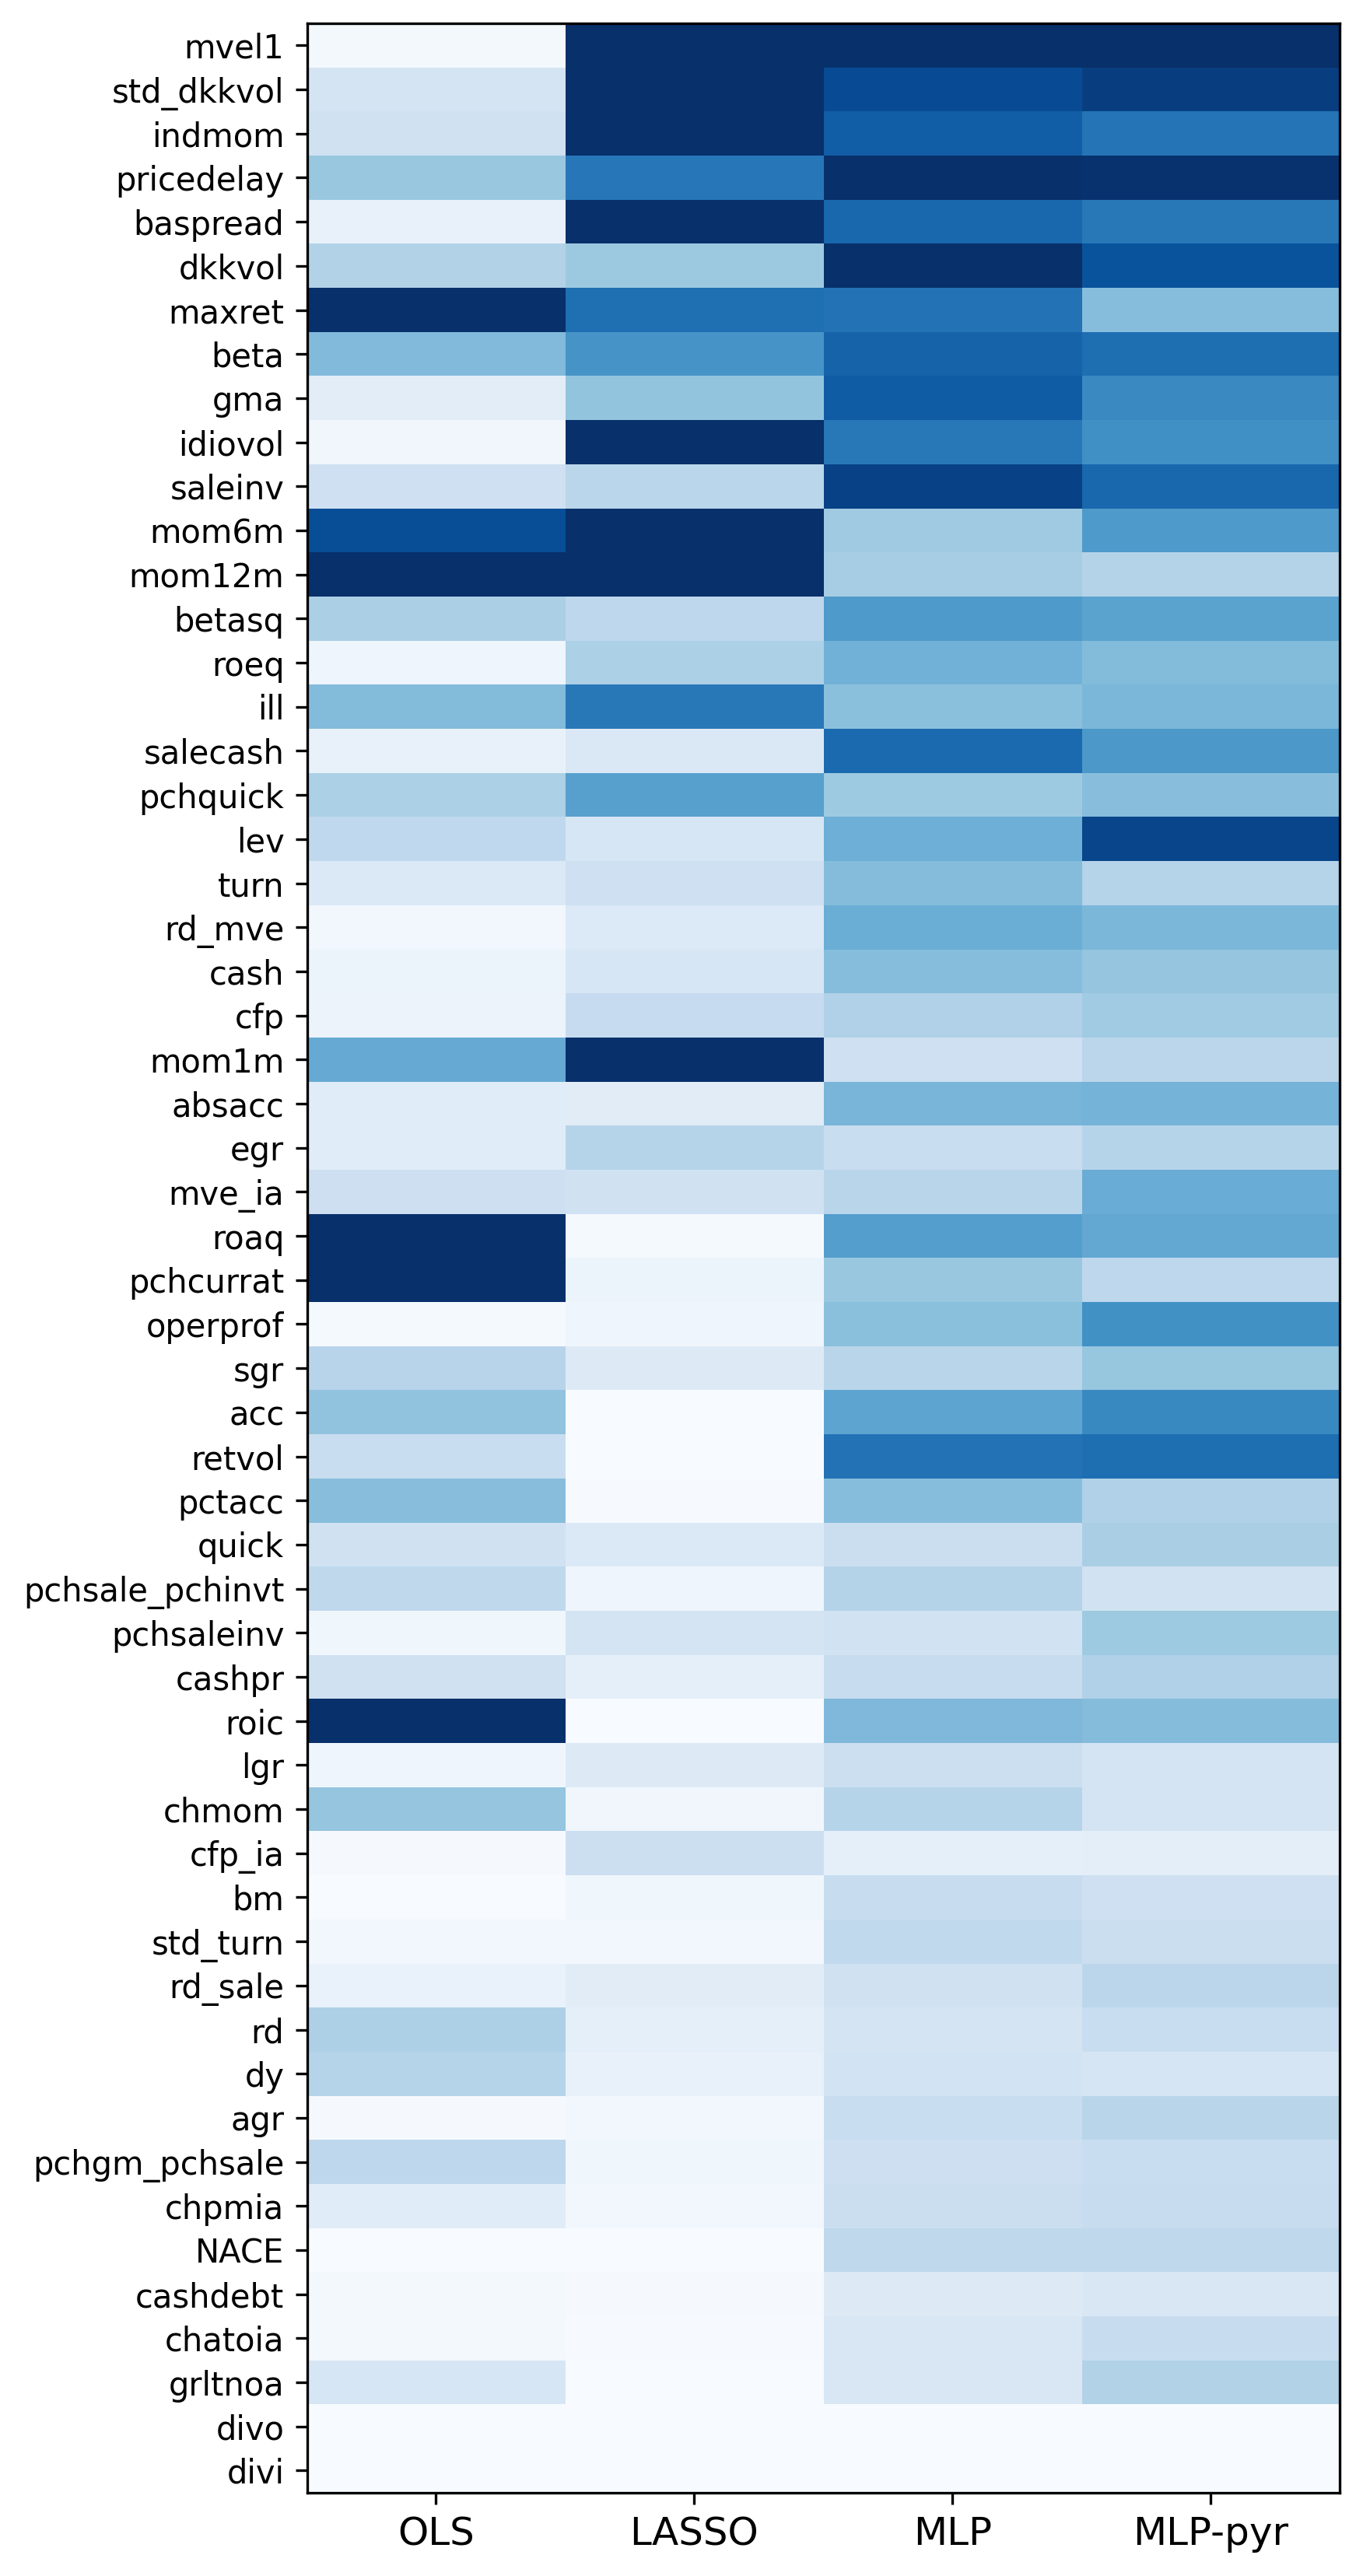 mvel1
std_dkkvol
indmom
pricedelay
baspread
dkkvol
maxret
beta
gma
idiovol
saleinv
mom6m
mom12m
betasq
roeq
ill
salecash
pchquick
lev
turn
rd_mve
cash
cfp
mom1m
absacc
egr
mve_ia
roaq
pchcurrat
operprof
sgr
acc
retvol
pctacc
quick
pchsale_pchinvt
pchsaleinv
cashpr
roic
lgr
chmom
cfp_ia
bm
std_turn
rd_sale
rd
dy
agr
pchgm_pchsale
chpmia
NACE
cashdebt
chatoia
grltnoa
divo
divi
OLS LASSO MLP MLP-pyr